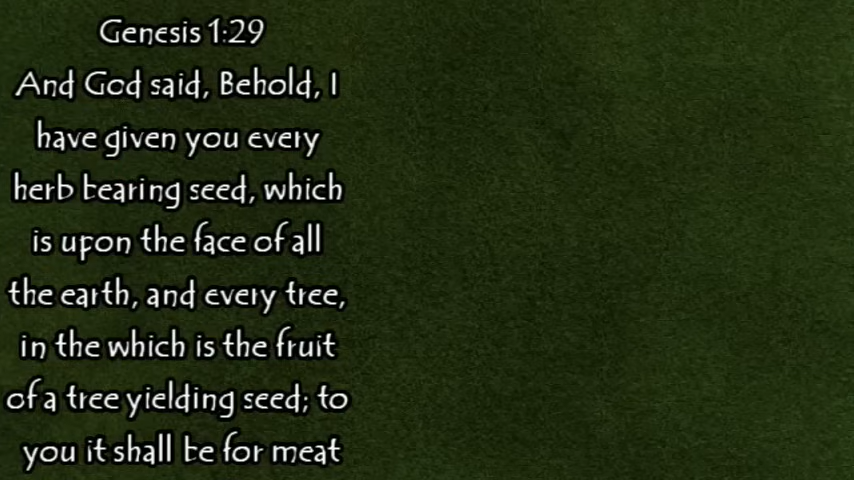 Genesis 1:29
And God said, Behold, I
have given you every
herb bearing seed, which
is upon the face of all
the earth, and every tree,
in the which is the fruit
of a tree yielding seed; to
you it shall be for meat